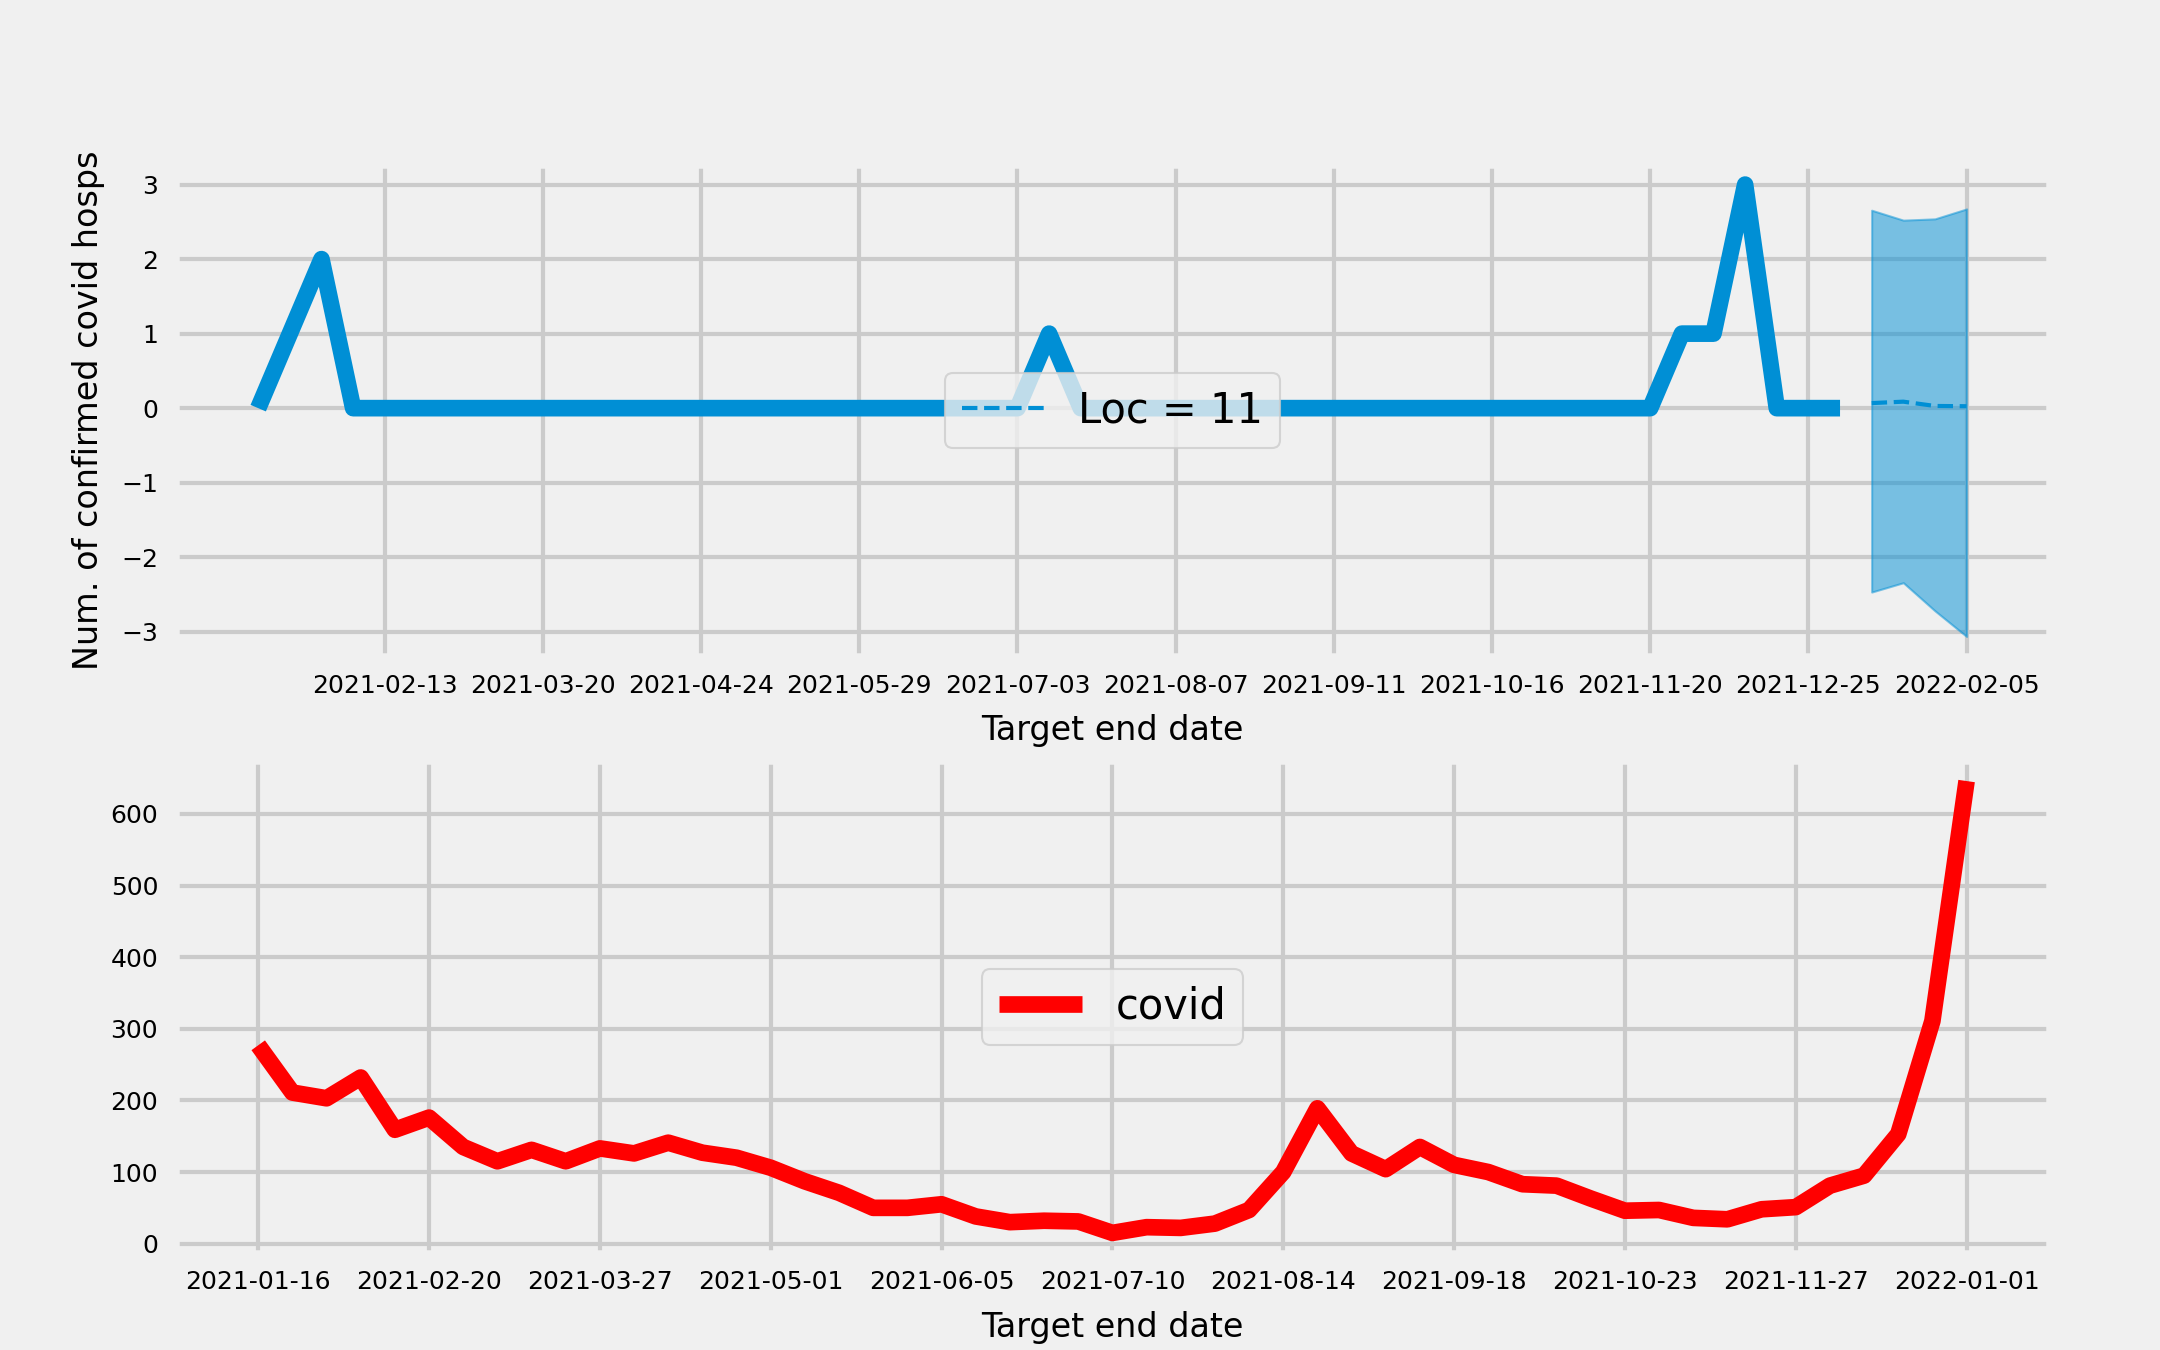 Num. of confirmed covid hosps
3
2
1
0
−1
−2
−3
Loc = 11
2021-02-13 2021-03-20 2021-04-24 2021-05-29 2021-07-03 2021-08-07 2021-09-11 2021-10-16 2021-11-20 2021-12-25 2022-02-05
Target end date
600
500
400
300
200
100
0
covid
2021-01-16 2021-02-20 2021-03-27 2021-05-01 2021-06-05 2021-07-10 2021-08-14 2021-09-18 2021-10-23 2021-11-27 2022-01-01
Target end date